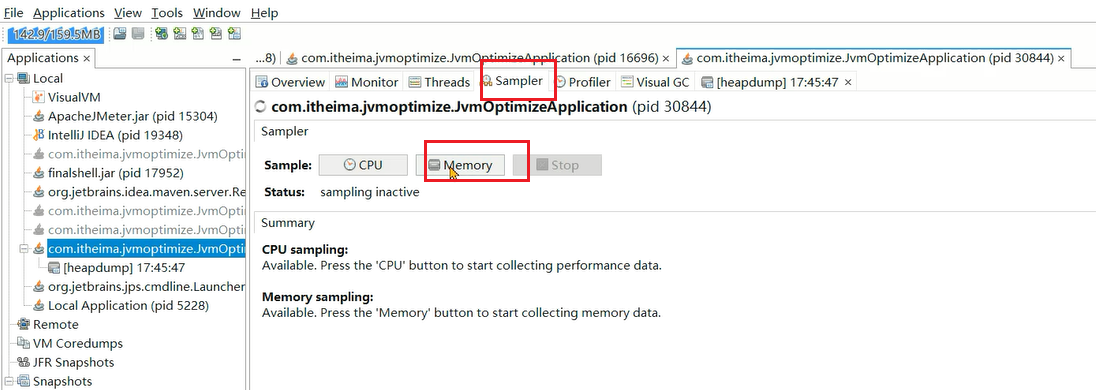 File Applications View Tools Window Help
142.9/159.5MB
Applications ×
...8) com.itheima.jvmoptimize.JvmOptimizeApplication (pid 16696) × com.itheima.jvmoptimize.JvmOptimizeApplication (pid 30844) ×
Overview Monitor Threads Sampler Profiler Visual GC [heapdump] 17:45:47 ×
Local
VisualVM
ApacheJMeter.jar (pid 15304)
IntelliJ IDEA (pid 19348)
com.itheima.jvmoptimize.JvmOpti
finalshell.jar (pid 17952)
org.jetbrains.idea.maven.server.Re
com.itheima.jvmoptimize.JvmOpti
com.itheima.jvmoptimize.JvmOpti
com.itheima.jvmoptimize.JvmOpti
[heapdump] 17:45:47
org.jetbrains.jps.cmdline.Launcher
Local Application (pid 5228)
Remote
VM Coredumps
JFR Snapshots
Snapshots
com.itheima.jvmoptimize.JvmOptimizeApplication (pid 30844)
Sampler
Sample: CPU Memory Stop
Status: sampling inactive
Summary
CPU sampling:
Available. Press the 'CPU' button to start collecting performance data.
Memory sampling:
Available. Press the 'Memory' button to start collecting memory data.